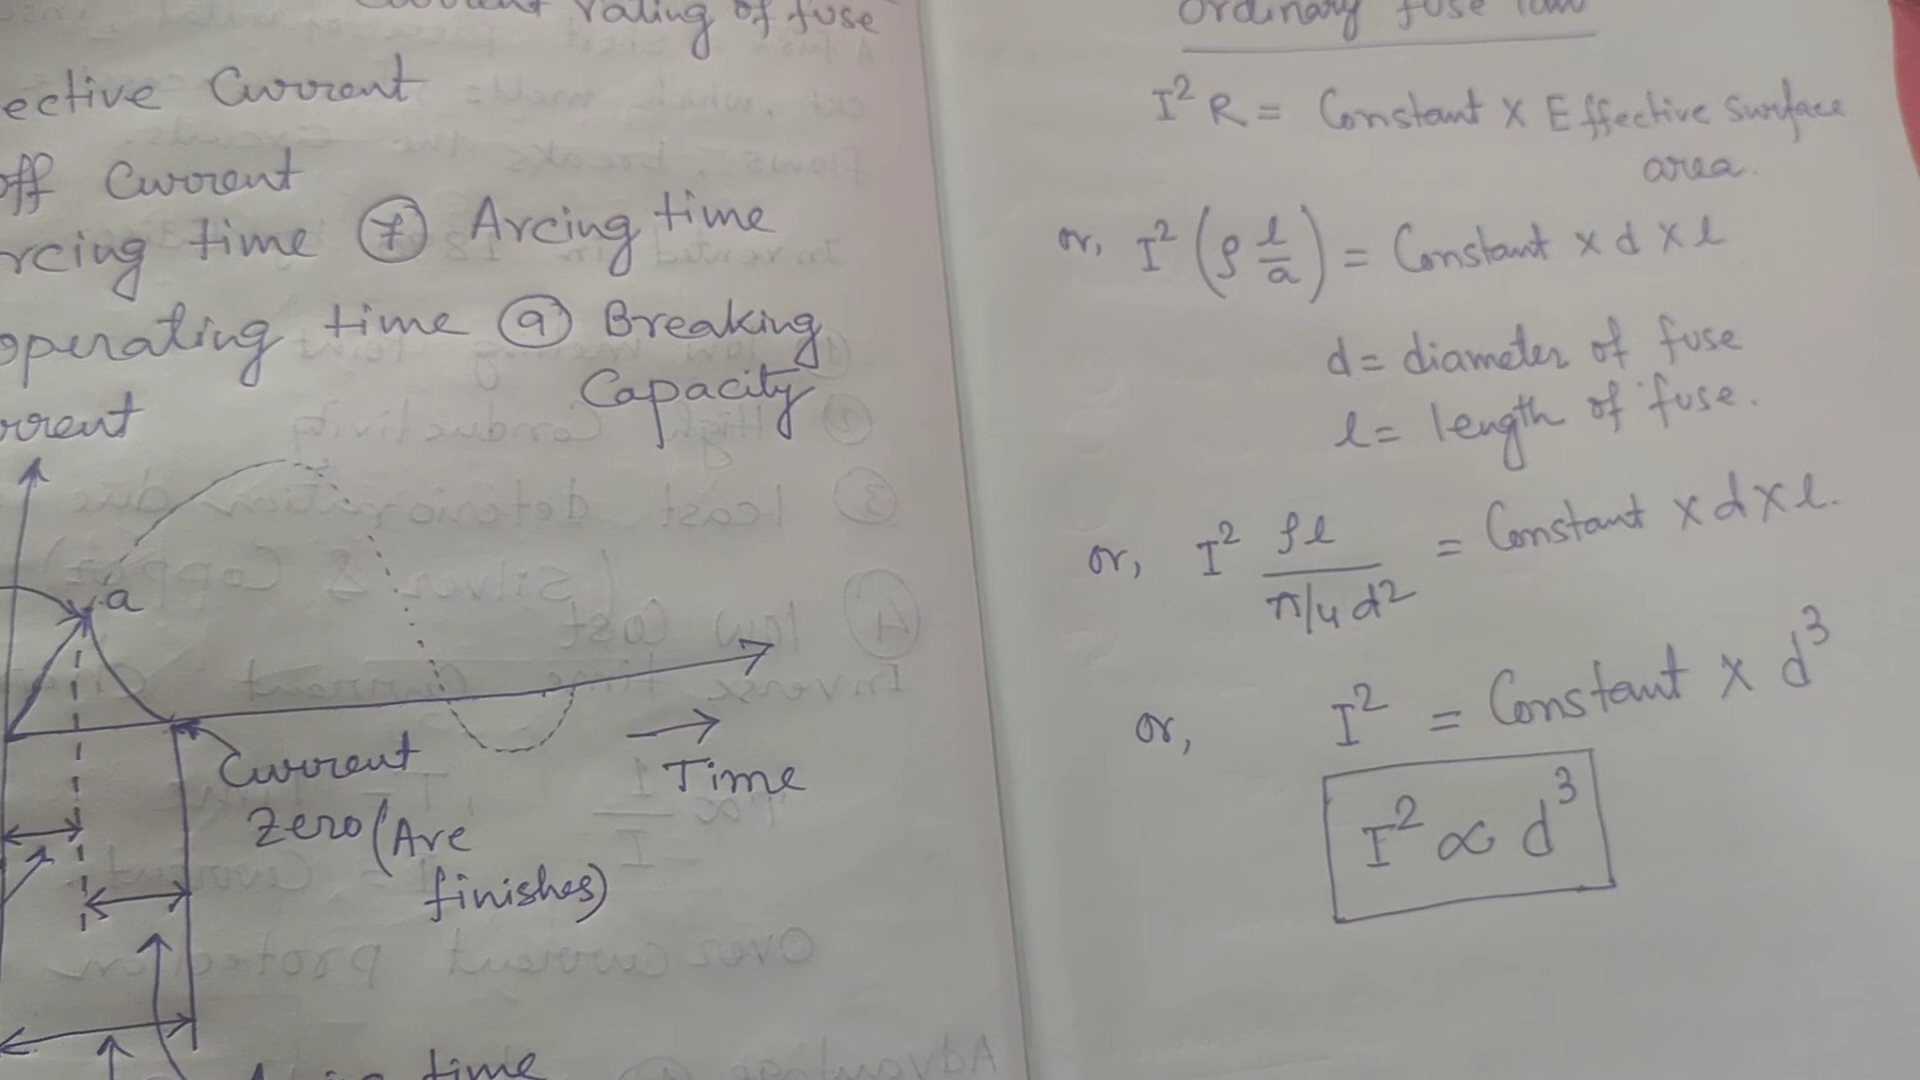 Current rating of fuse
ective Current
off Current
rcing time ⑦ Arcing time
operating time ⑨ Breaking
Capacity
rrent
a
Time
Current
zero (Arc
finishes)
time
Ordinary fuse law
I² R = Constant x Effective surface
area.
or, I² (ρ l/a) = Constant x d x l
d = diameter of fuse
l = length of fuse.
or, I² ρl / π/4 d² = Constant x d x l.
or, I² = Constant x d³
I² ∝ d³